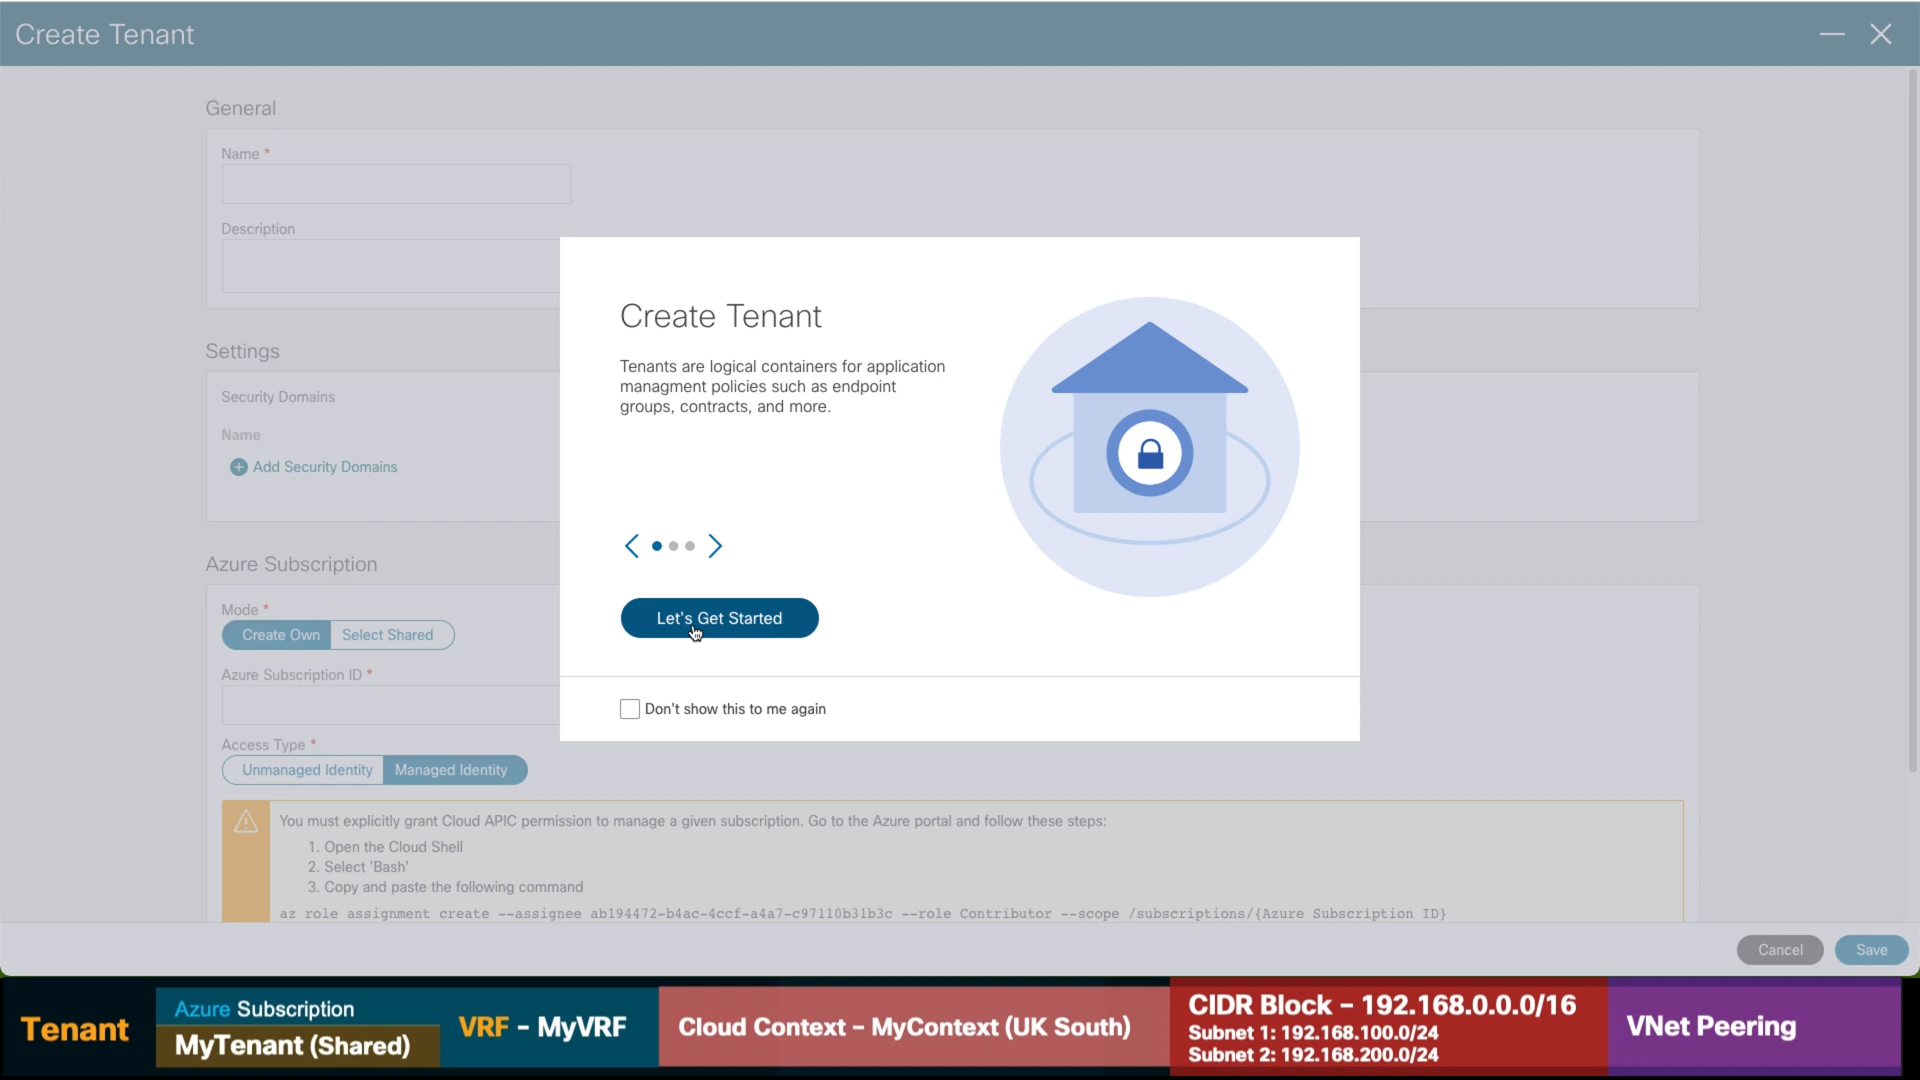 Create Tenant
General
Name *
Description
Settings
Security Domains
Name
Add Security Domains
Azure Subscription
Mode *
Create Own
Select Shared
Azure Subscription ID *
Access Type *
Unmanaged Identity
Managed Identity
You must explicitly grant Cloud APIC permission to manage a given subscription. Go to the Azure portal and follow these steps:
1. Open the Cloud Shell
2. Select 'Bash'
3. Copy and paste the following command
az role assignment create --assignee ab194472-b4ac-4ccf-a4a7-c97110b31b3c --role Contributor --scope /subscriptions/{Azure Subscription ID}
Create Tenant
Tenants are logical containers for application
managment policies such as endpoint
groups, contracts, and more.
Let's Get Started
Don't show this to me again
Cancel
Save
Tenant
Azure Subscription
MyTenant (Shared)
VRF - MyVRF
Cloud Context - MyContext (UK South)
CIDR Block - 192.168.0.0.0/16
Subnet 1: 192.168.100.0/24
Subnet 2: 192.168.200.0/24
VNet Peering